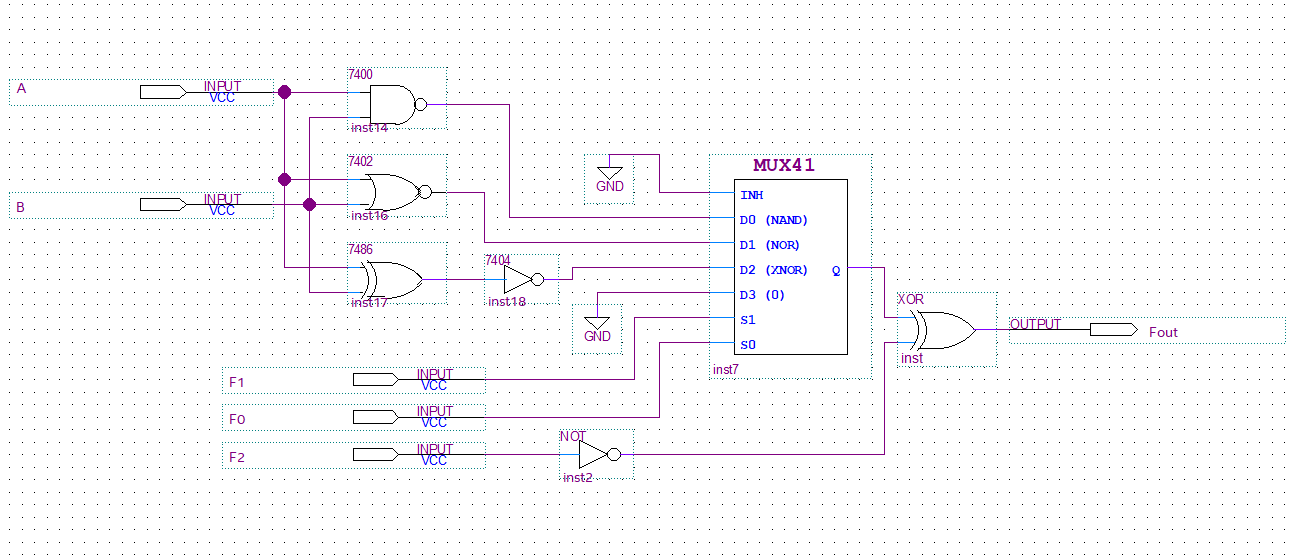 A
INPUT
VCC
7400
inst14
7402
inst16
B
INPUT
VCC
7486
inst17
7404
inst18
GND
GND
MUX41
INH
D0 (NAND)
D1 (NOR)
D2 (XNOR)
Q
D3 (0)
S1
S0
inst7
XOR
inst
OUTPUT
Fout
F1
INPUT
VCC
F0
INPUT
VCC
F2
INPUT
VCC
NOT
inst2